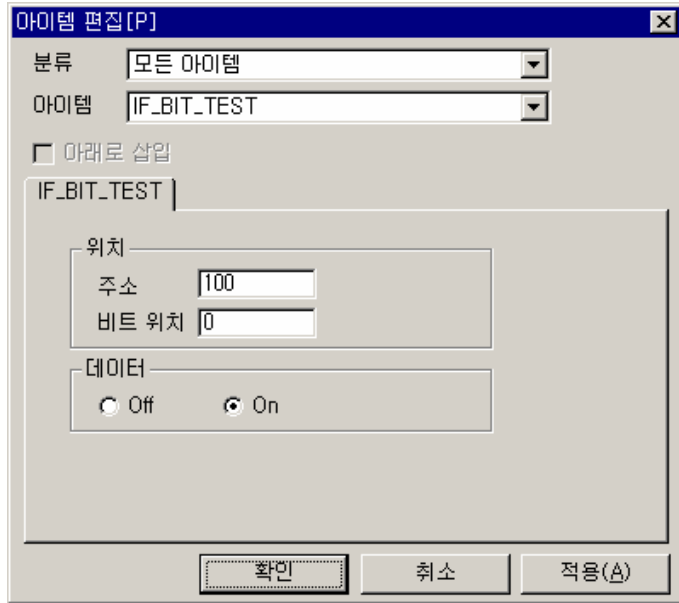 아이템 편집[P]
분류 모든 아이템
아이템 IF_BIT_TEST
아래로 삽입
IF_BIT_TEST
위치
주소 100
비트 위치 0
데이터
Off On
확인 취소 적용(A)